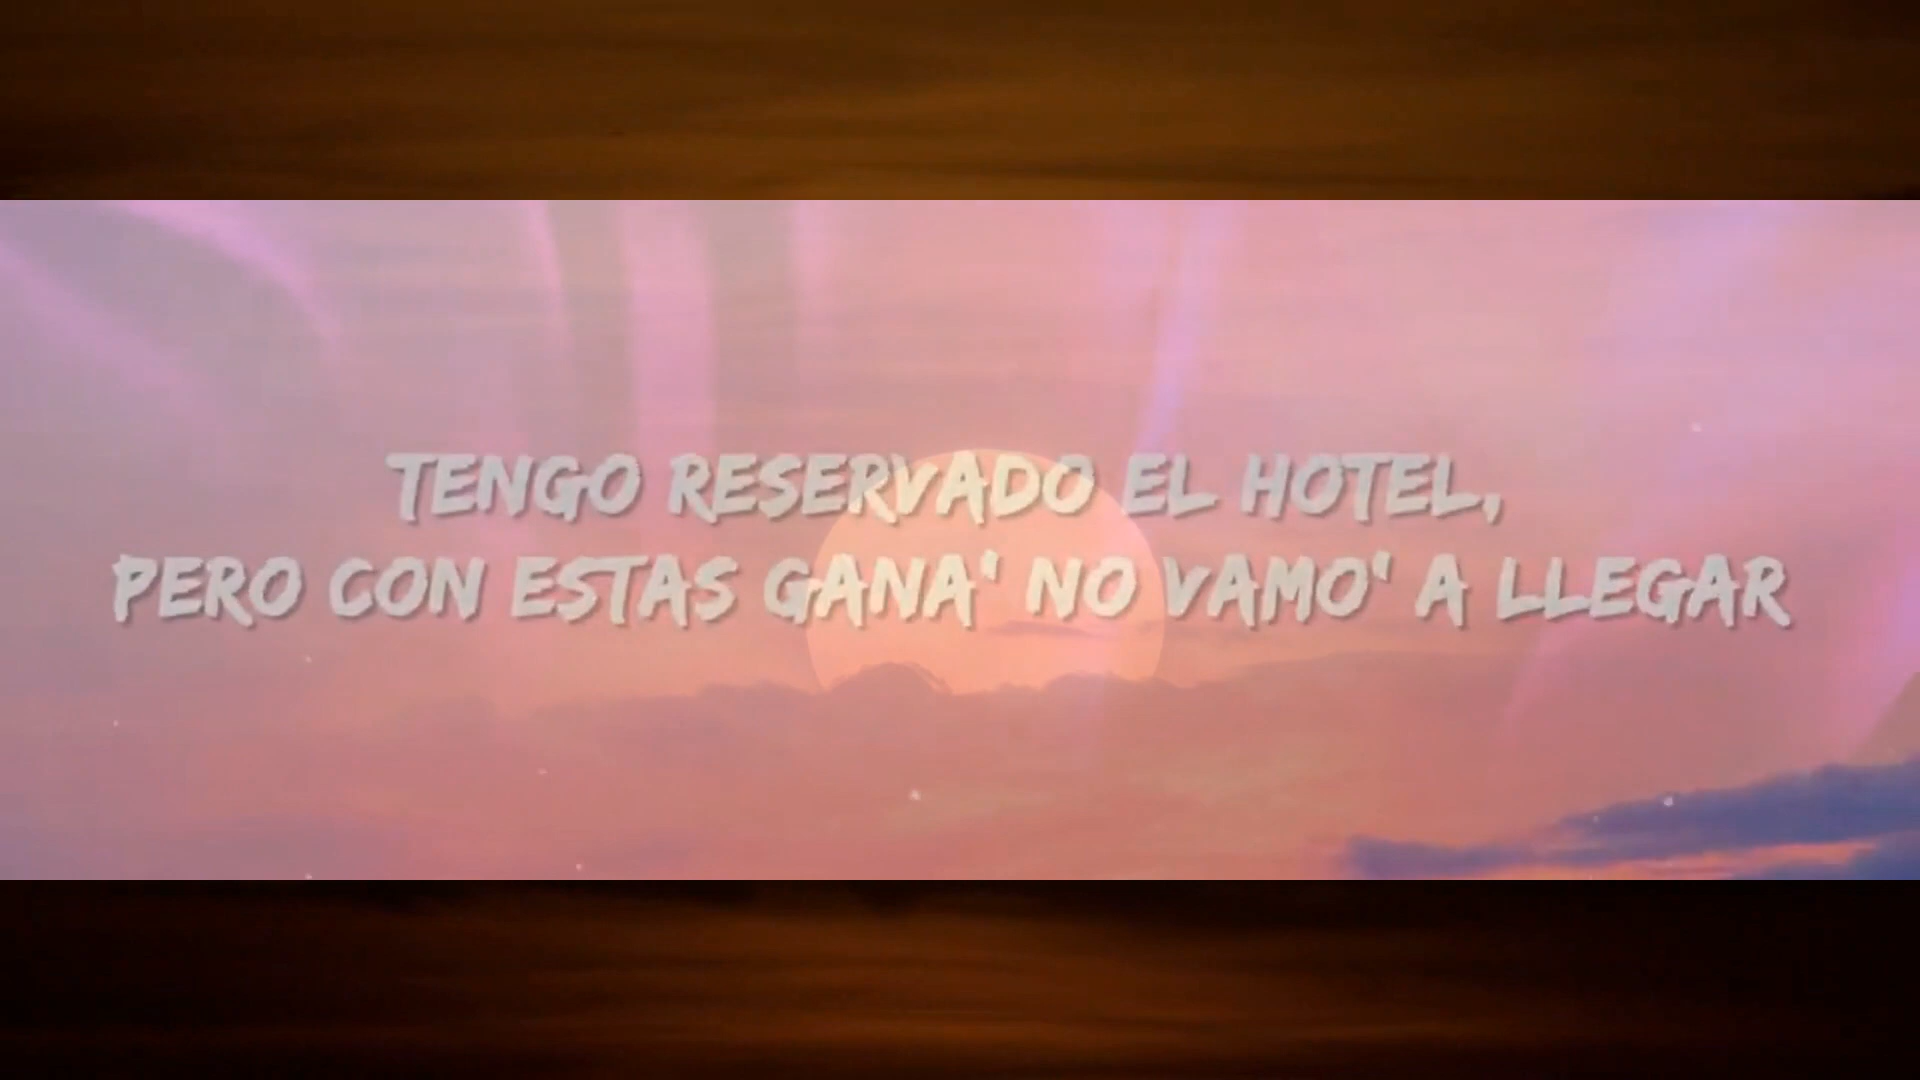 TENGO RESERVADO EL HOTEL,
PERO CON ESTAS GANA' NO VAMO' A LLEGAR